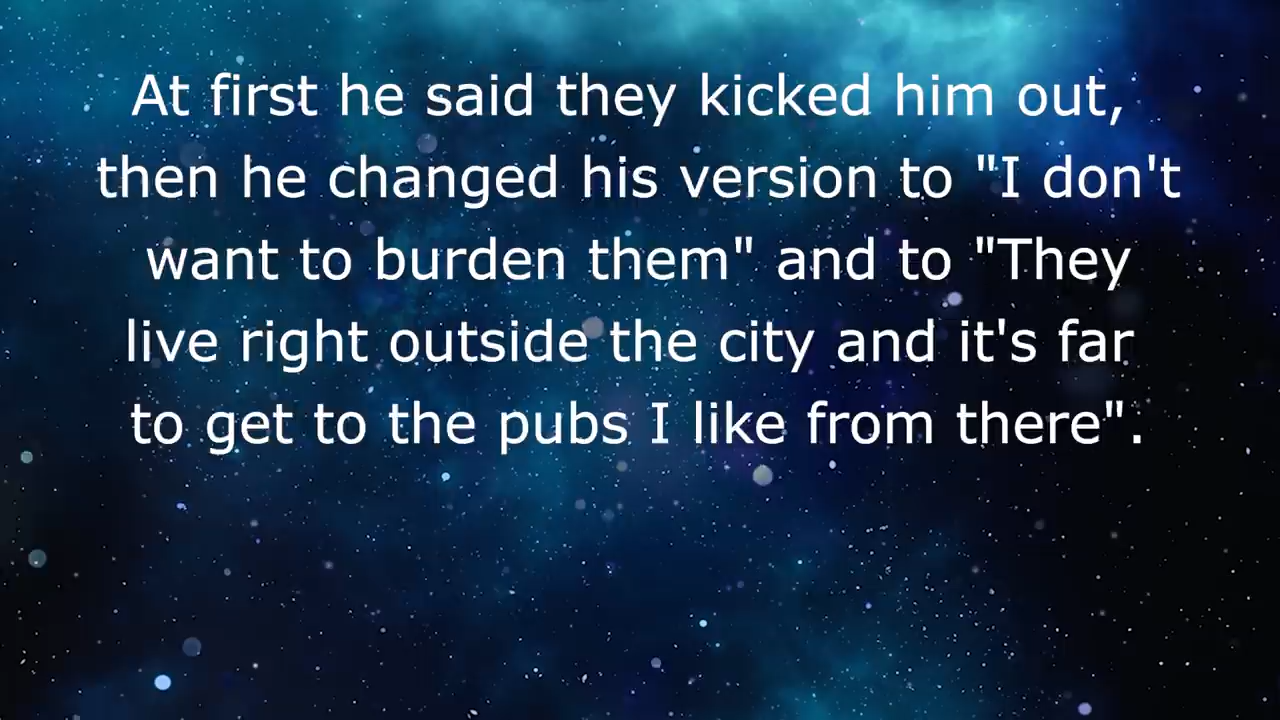 At first he said they kicked him out,
then he changed his version to "I don't
want to burden them" and to "They
live right outside the city and it's far
to get to the pubs I like from there".